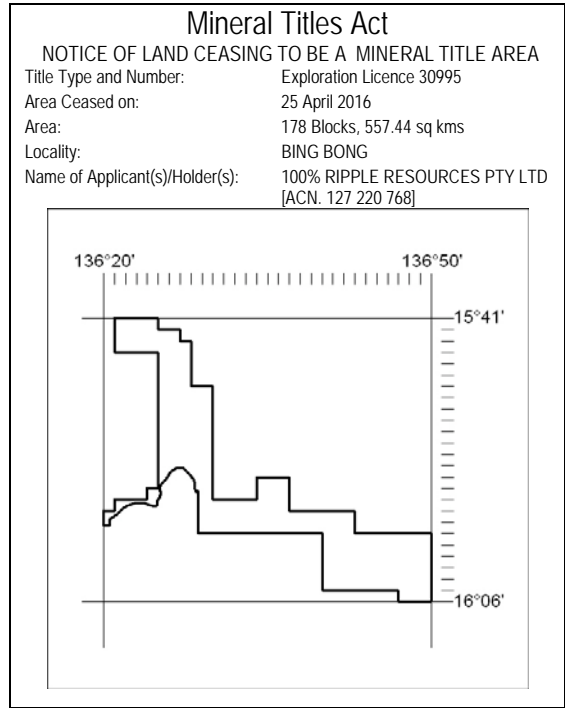 Mineral Titles Act
NOTICE OF LAND CEASING TO BE A MINERAL TITLE AREA
Title Type and Number: Exploration Licence 30995
Area Ceased on: 25 April 2016
Area: 178 Blocks, 557.44 sq kms
Locality: BING BONG
Name of Applicant(s)/Holder(s): 100% RIPPLE RESOURCES PTY LTD
[ACN. 127 220 768]
136°20' 136°50'
15°41'
16°06'